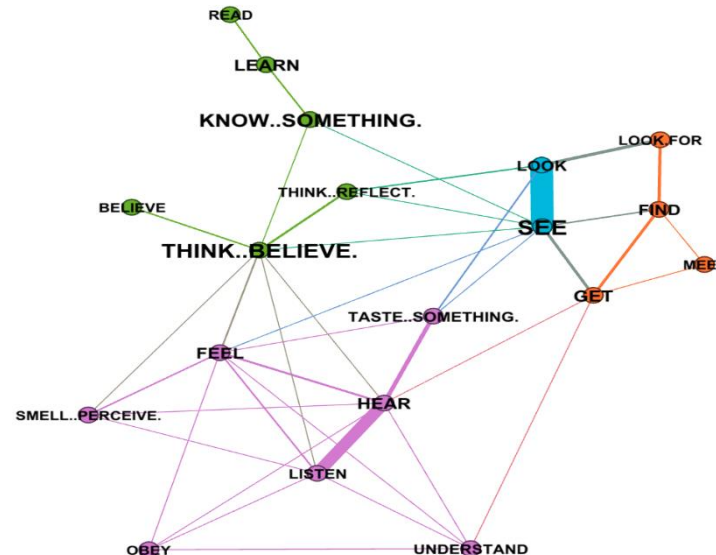 READ
LEARN
KNOW..SOMETHING.
LOOK.FOR
LOOK
THINK..REFLECT.
BELIEVE
FIND
SEE
THINK..BELIEVE.
MEE
GET
TASTE..SOMETHING.
FEEL
HEAR
SMELL..PERCEIVE.
LISTEN
OBEY
UNDERSTAND